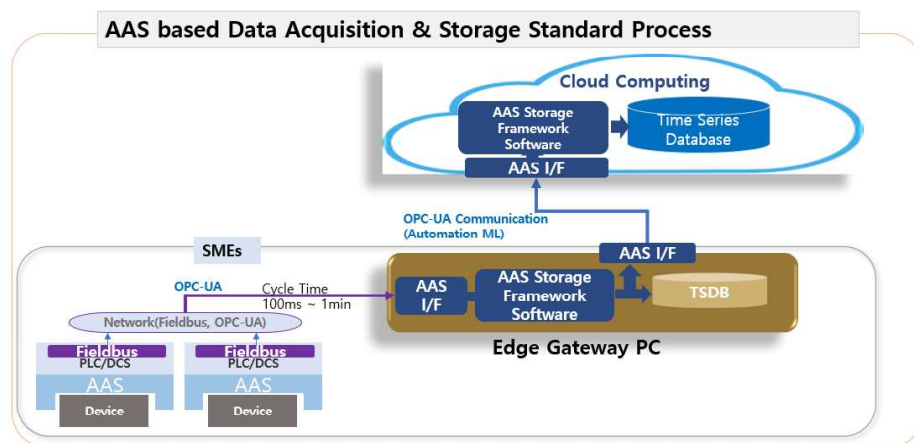 AAS based Data Acquisition & Storage Standard Process
Cloud Computing
AAS Storage
Framework
Software
Time Series
Database
AAS I/F
OPC-UA Communication
(Automation ML)
SMEs
AAS I/F
OPC-UA
Cycle Time
100ms ~ 1min
AAS
I/F
AAS Storage
Framework
Software
TSDB
Network(Fieldbus, OPC-UA)
Edge Gateway PC
Fieldbus
PLC/DCS
AAS
Device
Fieldbus
PLC/DCS
AAS
Device